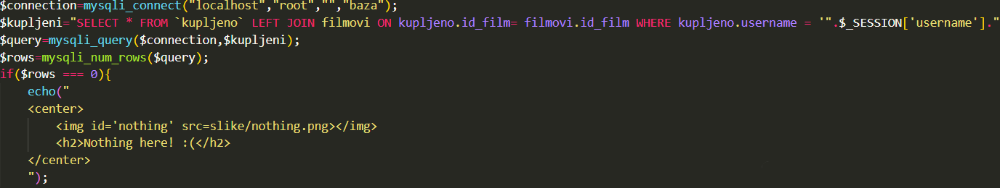 $connection=mysqli_connect("localhost","root","","baza");
$kupljeni="SELECT * FROM `kupljeno` LEFT JOIN filmovi ON kupljeno.id_film= filmovi.id_film WHERE kupljeno.username = '".$_SESSION['username']."
$query=mysqli_query($connection,$kupljeni);
$rows=mysqli_num_rows($query);
if($rows === 0){
    echo("
    <center>
        <img id='nothing' src=slike/nothing.png></img>
        <h2>Nothing here! :(</h2>
    </center>
    ");